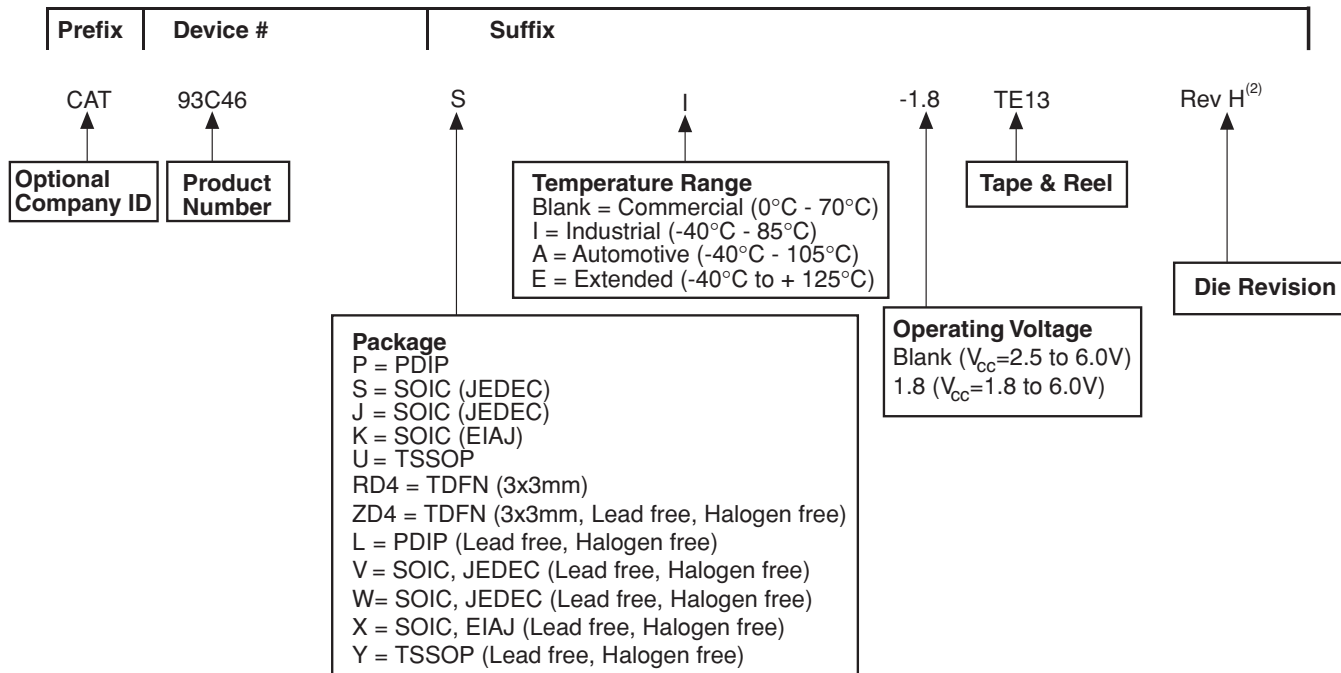 Prefix Device # Suffix
CAT 93C46 S I -1.8 TE13 Rev H(2)
Optional
Company ID
Product
Number
Temperature Range
Blank = Commercial (0°C - 70°C)
I = Industrial (-40°C - 85°C)
A = Automotive (-40°C - 105°C)
E = Extended (-40°C to + 125°C)
Tape & Reel
Die Revision
Package
P = PDIP
S = SOIC (JEDEC)
J = SOIC (JEDEC)
K = SOIC (EIAJ)
U = TSSOP
RD4 = TDFN (3x3mm)
ZD4 = TDFN (3x3mm, Lead free, Halogen free)
L = PDIP (Lead free, Halogen free)
V = SOIC, JEDEC (Lead free, Halogen free)
W= SOIC, JEDEC (Lead free, Halogen free)
X = SOIC, EIAJ (Lead free, Halogen free)
Y = TSSOP (Lead free, Halogen free)
Operating Voltage
Blank (Vcc=2.5 to 6.0V)
1.8 (Vcc=1.8 to 6.0V)